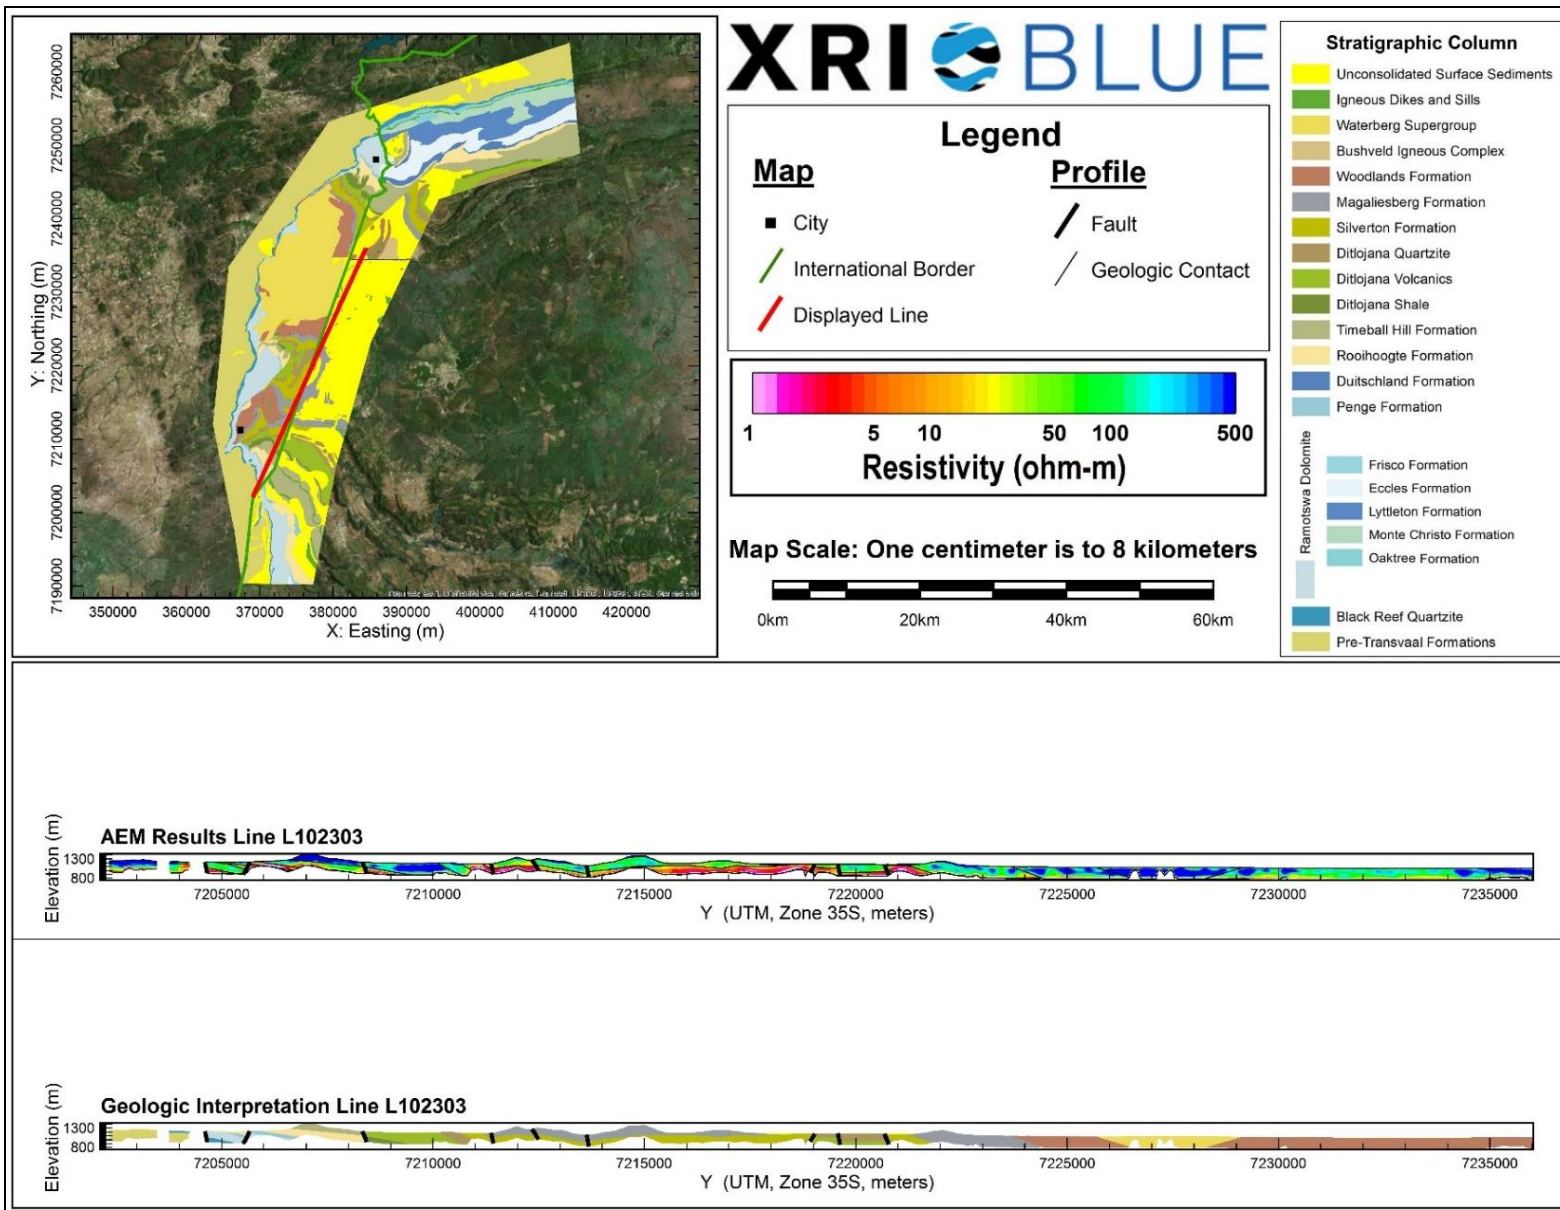 XRI BLUE
Y: Northing (m)
7260000
7250000
7240000
7230000
7220000
7210000
7200000
7190000
350000 360000 370000 380000 390000 400000 410000 420000
X: Easting (m)
Legend
Map
City
International Border
Displayed Line
Profile
Fault
Geologic Contact
1 5 10 50 100 500
Resistivity (ohm-m)
Map Scale: One centimeter is to 8 kilometers
0km 20km 40km 60km
Stratigraphic Column
Unconsolidated Surface Sediments
Igneous Dikes and Sills
Waterberg Supergroup
Bushveld Igneous Complex
Woodlands Formation
Magaliesberg Formation
Silverton Formation
Ditlojana Quartzite
Ditlojana Volcanics
Ditlojana Shale
Timeball Hill Formation
Rooihoogte Formation
Duitschland Formation
Penge Formation
Ramotswa Dolomite
Frisco Formation
Eccles Formation
Lyttleton Formation
Monte Christo Formation
Oaktree Formation
Black Reef Quartzite
Pre-Transvaal Formations
AEM Results Line L102303
Elevation (m)
1300
800
7205000 7210000 7215000 7220000 7225000 7230000 7235000
Y (UTM, Zone 35S, meters)
Geologic Interpretation Line L102303
Elevation (m)
1300
800
7205000 7210000 7215000 7220000 7225000 7230000 7235000
Y (UTM, Zone 35S, meters)